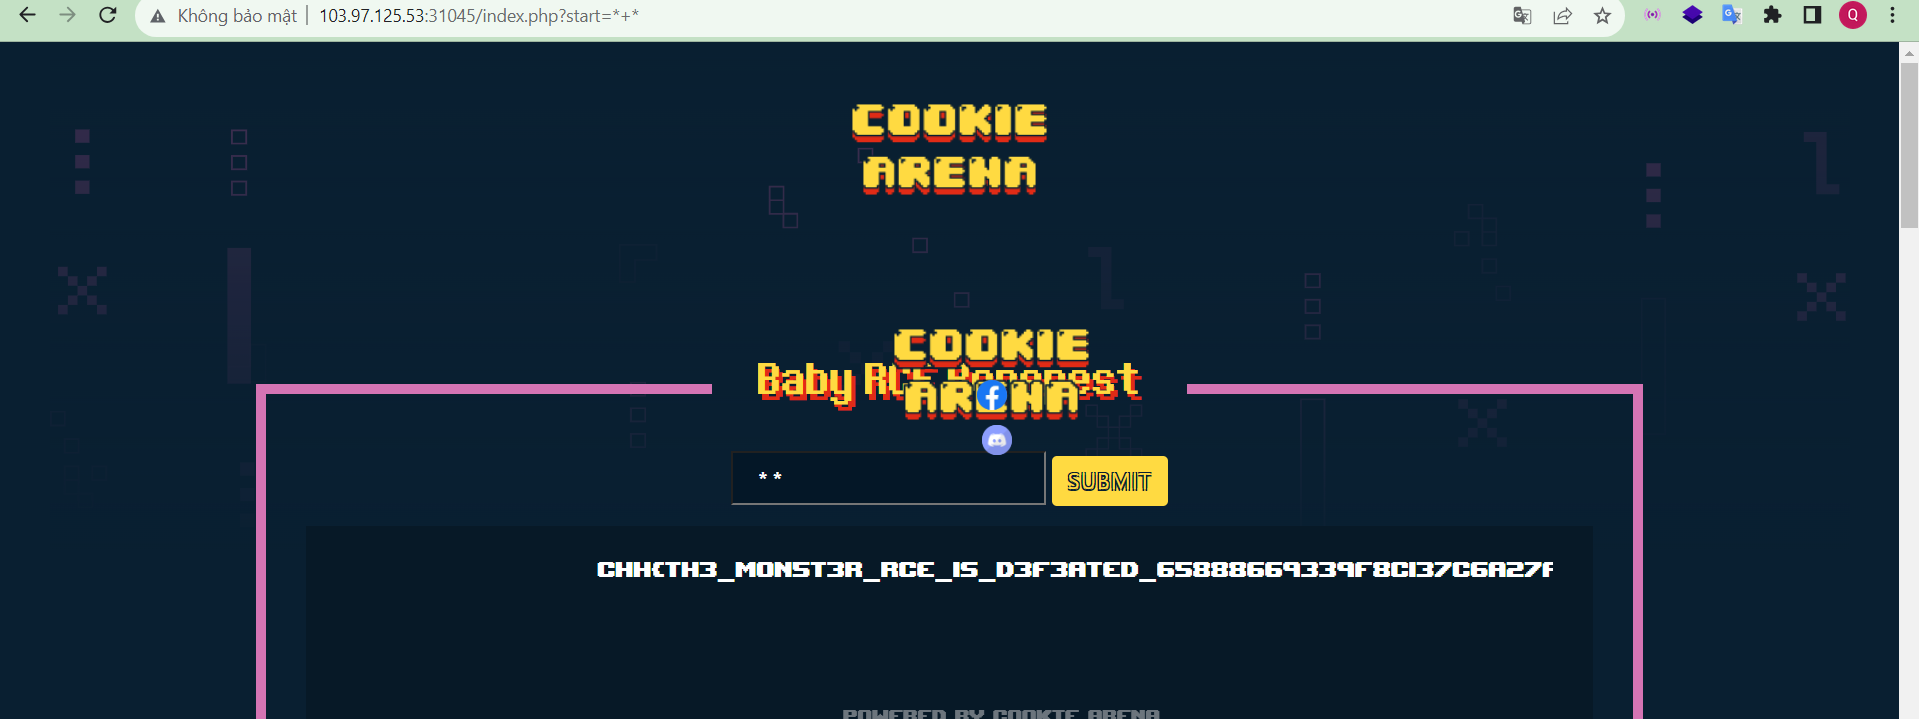 Không bảo mật | 103.97.125.53:31045/index.php?start=*+*
Q
COOKIE
ARENA
COOKIE
ARENA
Baby
* *
SUBMIT
CHH{TH3_MONST3R_RCE_IS_D3F3ATED_65888669339F8C137C6A27F
POWERED BY COOKIE ARENA